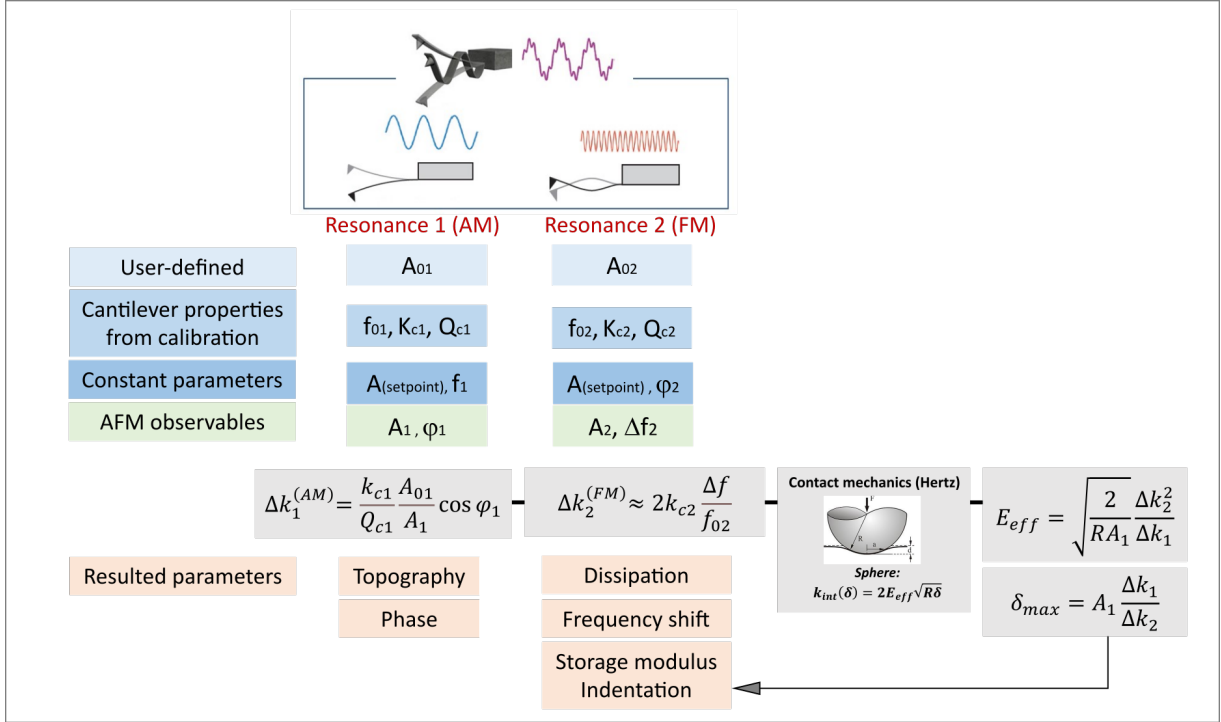 Resonance 1 (AM) Resonance 2 (FM)
User-defined A01 A02
Cantilever properties
from calibration
f01, Kc1, Qc1 f02, Kc2, Qc2
Constant parameters A(setpoint), f1 A(setpoint), φ2
AFM observables A1, φ1 A2, Δf2
Δk1^(AM) = (kc1/Qc1) (A01/A1) cos φ1
Δk2^(FM) ≈ 2kc2 Δf/f02
Contact mechanics (Hertz)
F
R
a
d
Sphere:
kint(δ) = 2Eeff√Rδ
Eeff = √(2/RA1) Δk2²/Δk1
δmax = A1 Δk1/Δk2
Resulted parameters
Topography
Phase
Dissipation
Frequency shift
Storage modulus
Indentation